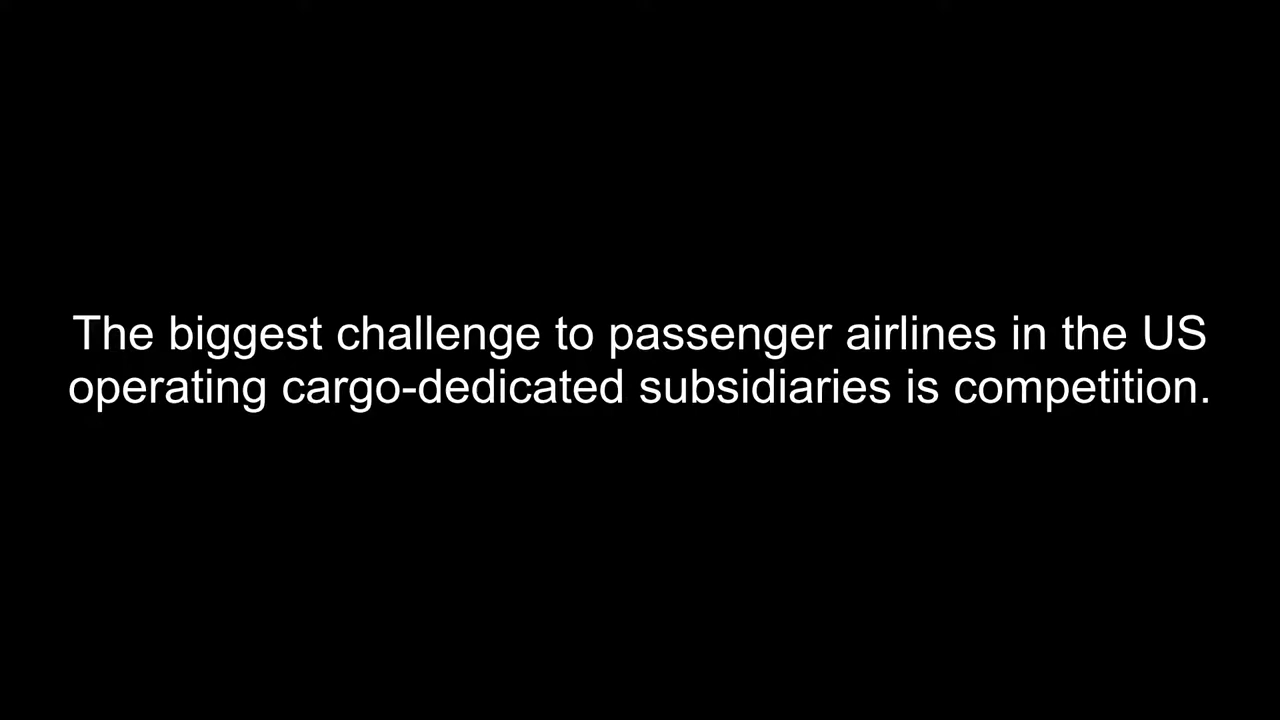 The biggest challenge to passenger airlines in the US
operating cargo-dedicated subsidiaries is competition.